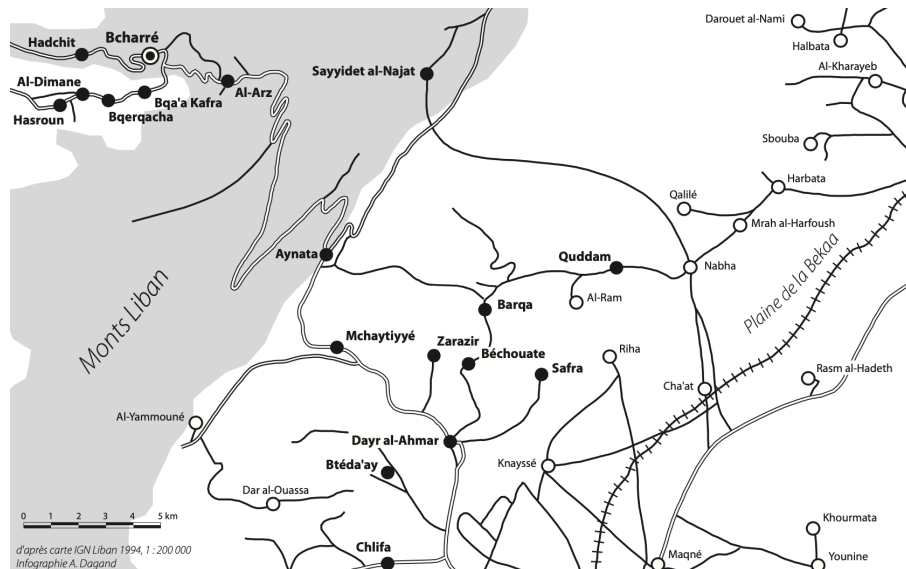 Darouet al-Nami
Halbata
Bcharré
Hadchit
Al-Kharayeb
Sayyidet al-Najat
Al-Dimane
Al-Arz
Bqa'a Kafra
Hasroun
Bqerqacha
Sbouba
Harbata
Qalilé
Mrah al-Harfoush
Aynata
Quddam
Nabha
Plaine de la Bekaa
Al-Ram
Barqa
Monts Liban
Mchaytiyyé
Zarazir
Béchouate
Riha
Safra
Rasm al-Hadeth
Cha'at
Al-Yammouné
Dayr al-Ahmar
Btéda'ay
Knayssé
Dar al-Ouassa
0 1 2 3 4 5 km
Khourmata
Chlifa
d'après carte IGN Liban 1994, 1 : 200 000
Infographie A. Dagand
Maqné
Younine